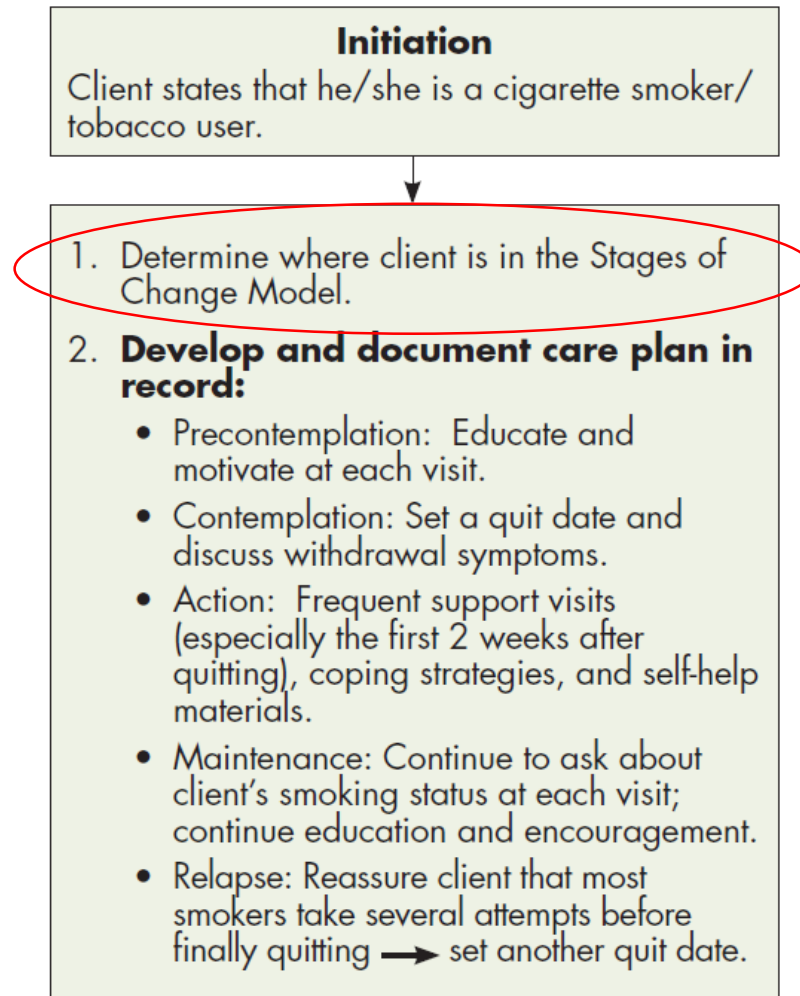 Initiation
Client states that he/she is a cigarette smoker/
tobacco user.
1. Determine where client is in the Stages of
Change Model.
2. Develop and document care plan in
record:
• Precontemplation: Educate and
motivate at each visit.
• Contemplation: Set a quit date and
discuss withdrawal symptoms.
• Action: Frequent support visits
(especially the first 2 weeks after
quitting), coping strategies, and self-help
materials.
• Maintenance: Continue to ask about
client's smoking status at each visit;
continue education and encouragement.
• Relapse: Reassure client that most
smokers take several attempts before
finally quitting → set another quit date.